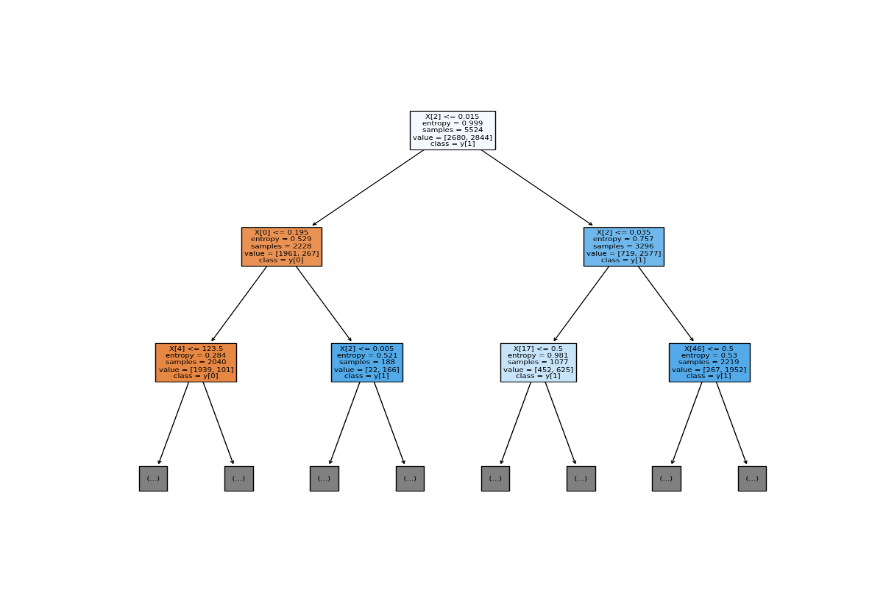 X[2] <= 0.015
entropy = 0.999
samples = 5524
value = [2680, 2844]
class = y[1]
X[0] <= 0.195
entropy = 0.529
samples = 2228
value = [1961, 267]
class = y[0]
X[2] <= 0.035
entropy = 0.757
samples = 3296
value = [719, 2577]
class = y[1]
X[4] <= 123.5
entropy = 0.284
samples = 2040
value = [1939, 101]
class = y[0]
X[2] <= 0.005
entropy = 0.521
samples = 188
value = [22, 166]
class = y[1]
X[17] <= 0.5
entropy = 0.981
samples = 1077
value = [452, 625]
class = y[1]
X[46] <= 0.5
entropy = 0.53
samples = 2219
value = [267, 1952]
class = y[1]
(...)
(...)
(...)
(...)
(...)
(...)
(...)
(...)